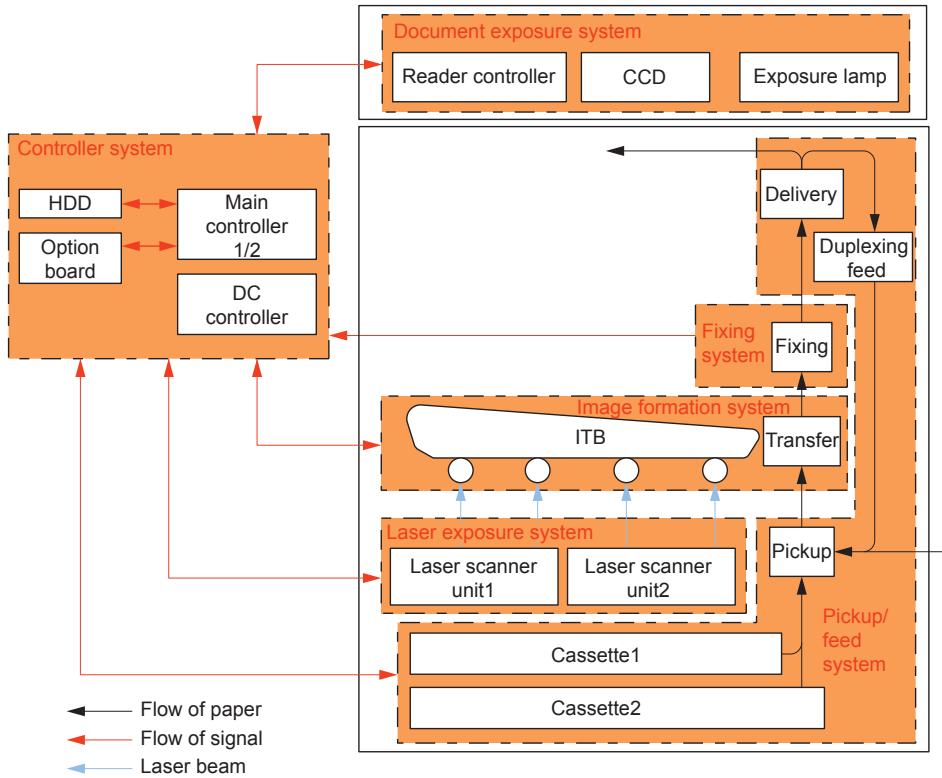 Document exposure system
Reader controller
CCD
Exposure lamp
Controller system
HDD
Main
controller
1/2
Option
board
DC
controller
Delivery
Duplexing
feed
Fixing
system
Fixing
Image formation system
ITB
Transfer
Laser exposure system
Laser scanner
unit1
Laser scanner
unit2
Pickup
Pickup/
feed system
Cassette1
Cassette2
Flow of paper
Flow of signal
Laser beam